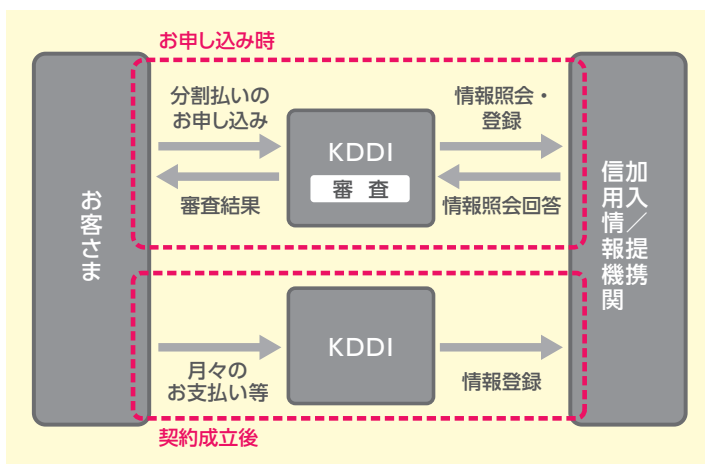 お申し込み時
お客さま
分割払いの
お申し込み
審査結果
KDDI
審 査
情報照会・
登録
情報照会回答
加入／提携
信用情報機関
月々の
お支払い等
KDDI
情報登録
契約成立後